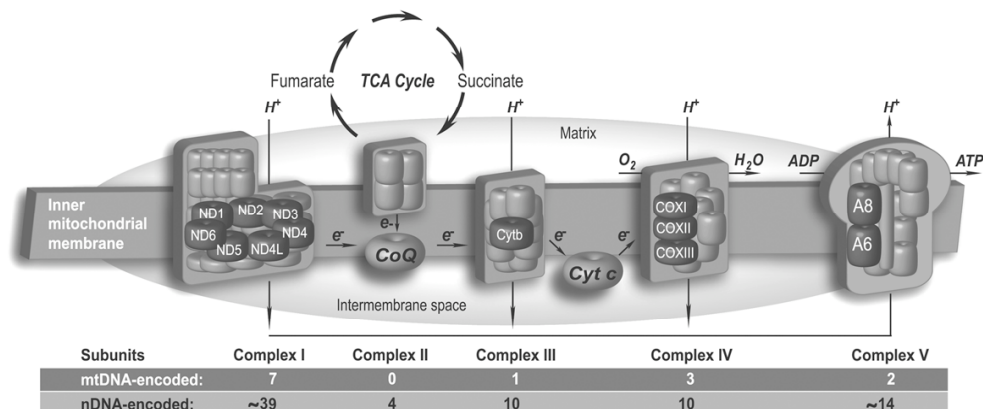 Fumarate
TCA Cycle
Succinate
H+
H+
H+
H+
Matrix
O2
H2O
ADP
ATP
Inner
mitochondrial
membrane
ND1
ND2
ND3
ND6
ND5
ND4L
ND4
e-
e-
CoQ
e-
Cytb
e-
Cyt c
e-
COXI
COXII
COXIII
A8
A6
Intermembrane space
Subunits Complex I Complex II Complex III Complex IV Complex V
mtDNA-encoded: 7 0 1 3 2
nDNA-encoded: ~39 4 10 10 ~14